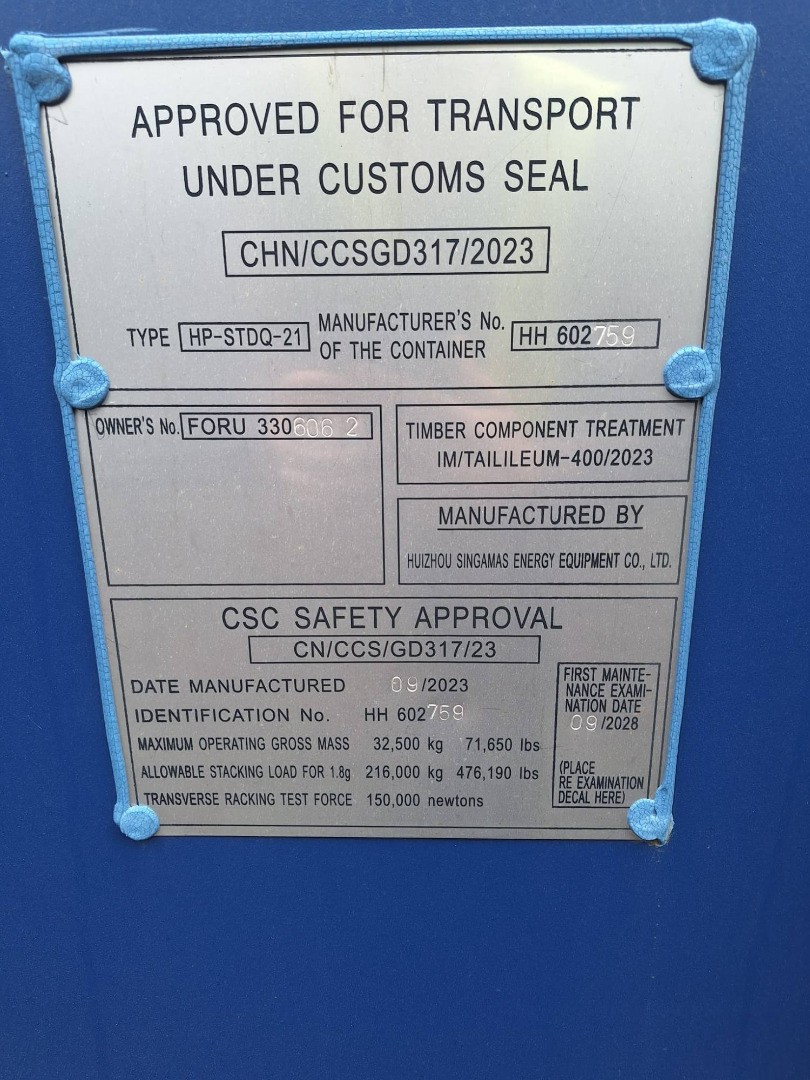 APPROVED FOR TRANSPORT
UNDER CUSTOMS SEAL
CHN/CCSGD317/2023
TYPE HP-STDQ-21 MANUFACTURER'S No. OF THE CONTAINER HH 602759
OWNER'S No. FORU 330606 2
TIMBER COMPONENT TREATMENT
IM/TAILILEUM-400/2023
MANUFACTURED BY
HUIZHOU SINGAMAS ENERGY EQUIPMENT CO., LTD.
CSC SAFETY APPROVAL
CN/CCS/GD317/23
DATE MANUFACTURED 09/2023
IDENTIFICATION No. HH 602759
MAXIMUM OPERATING GROSS MASS 32,500 kg 71,650 lbs
ALLOWABLE STACKING LOAD FOR 1.8g 216,000 kg 476,190 lbs
TRANSVERSE RACKING TEST FORCE 150,000 newtons
FIRST MAINTE-
NANCE EXAMI-
NATION DATE
09/2028
(PLACE
RE EXAMINATION
DECAL HERE)